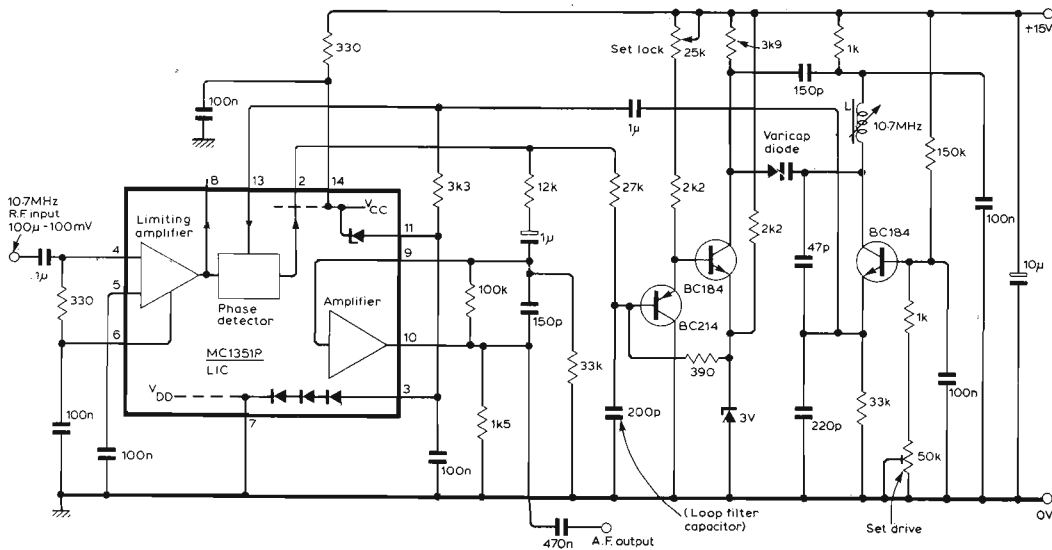 330
100n
Set lock
25k
3k9
1k
+15V
150p
1µ
L
10·7MHz
Varicap
diode
150k
8
13
2
14
3k3
12k
27k
2k2
2k2
100n
10µ
10·7MHz
R.F. input
100µ-100mV
Limiting
amplifier
VCC
11
1µ
47p
BC184
.1µ
4
9
330
5
Phase
detector
Amplifier
100k
150p
BC184
BC214
1k
6
MC1351P
LIC
10
33k
390
VDD
3
7
1k5
200p
3V
220p
33k
100n
50k
100n
100n
100n
(Loop filter
capacitor)
Set drive
0V
470n
A.F. output